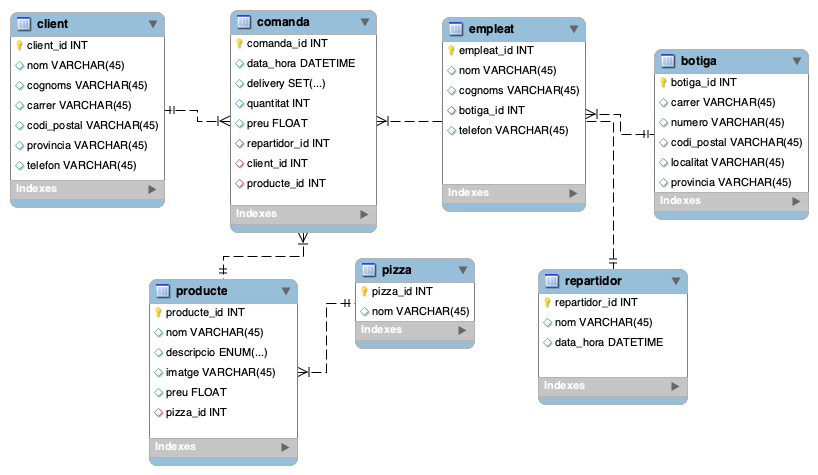 client
client_id INT
nom VARCHAR(45)
cognoms VARCHAR(45)
carrer VARCHAR(45)
codi_postal VARCHAR(45)
provincia VARCHAR(45)
telefon VARCHAR(45)
Indexes
comanda
comanda_id INT
data_hora DATETIME
delivery SET(...)
quantitat INT
preu FLOAT
repartidor_id INT
client_id INT
producte_id INT
Indexes
empleat
empleat_id INT
nom VARCHAR(45)
cognoms VARCHAR(45)
botiga_id INT
telefon VARCHAR(45)
Indexes
botiga
botiga_id INT
carrer VARCHAR(45)
numero VARCHAR(45)
codi_postal VARCHAR(45)
localitat VARCHAR(45)
provincia VARCHAR(45)
Indexes
producte
producte_id INT
nom VARCHAR(45)
descripcio ENUM(...)
imatge VARCHAR(45)
preu FLOAT
pizza_id INT
Indexes
pizza
pizza_id INT
nom VARCHAR(45)
Indexes
repartidor
repartidor_id INT
nom VARCHAR(45)
data_hora DATETIME
Indexes